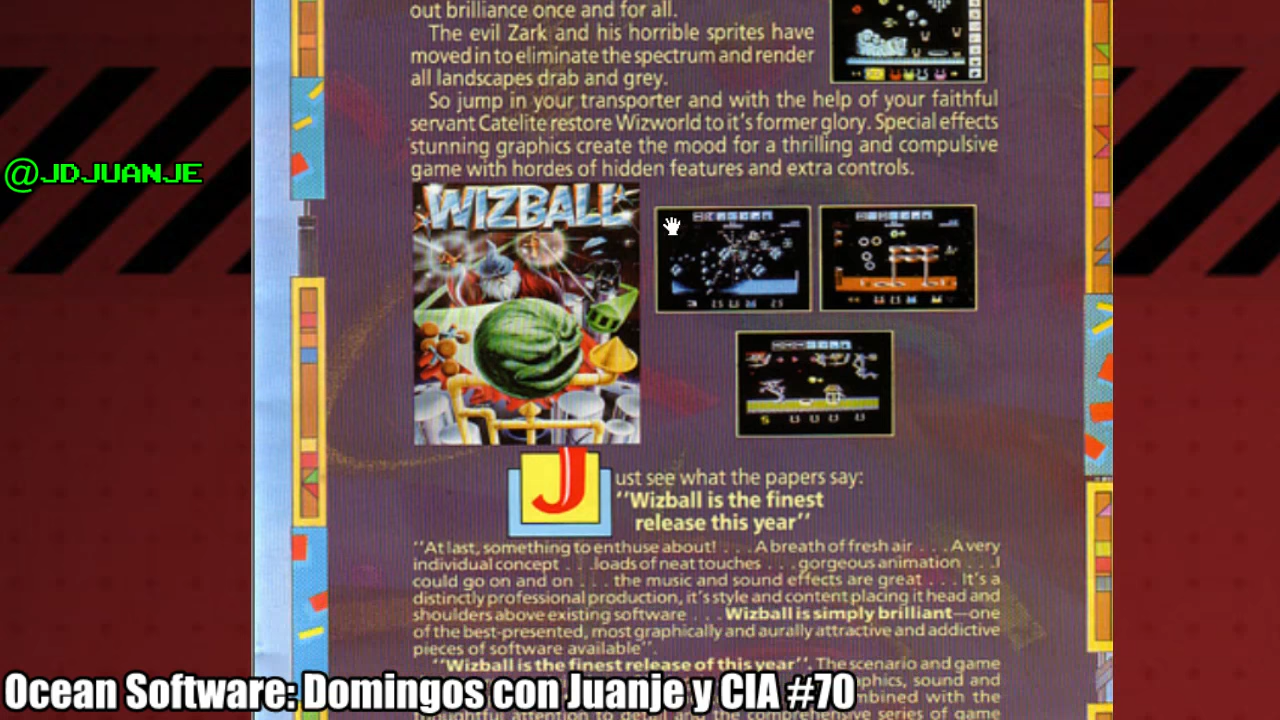 out brilliance once and for all.
The evil Zark and his horrible sprites have
moved in to eliminate the spectrum and render
all landscapes drab and grey.
So jump in your transporter and with the help of your faithful
servant Catelite restore Wizworld to it's former glory. Special effects
stunning graphics create the mood for a thrilling and compulsive
game with hordes of hidden features and extra controls.
@JDJUANJE
WIZBALL
Just see what the papers say:
"Wizball is the finest
release this year"
"At last, something to enthuse about! . . . A breath of fresh air . . . A very
individual concept . . . loads of neat touches . . . gorgeous animation . . . I
could go on and on . . . the music and sound effects are great . . . It's a
distinctly professional production, it's style and content placing it head and
shoulders above existing software . . . Wizball is simply brilliant—one
of the best-presented, most graphically and aurally attractive and addictive
pieces of software available".
"Wizball is the finest release of this year". The scenario and game
sound and
with the
series of game
Ocean Software: Domingos con Juanje y CIA #70